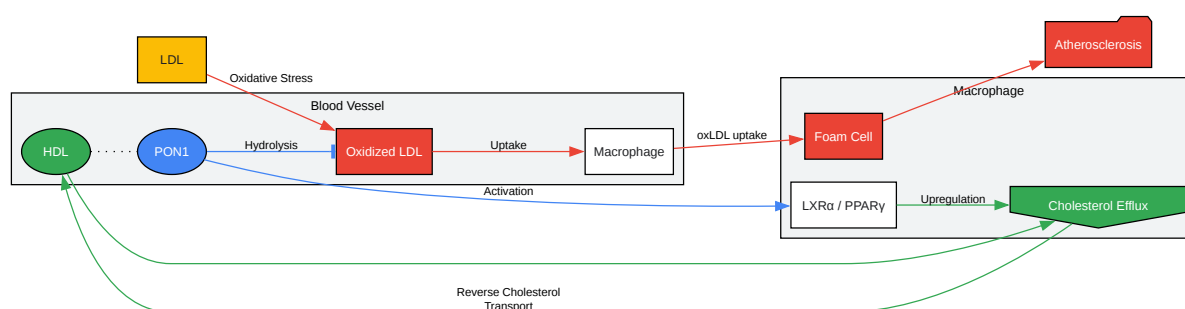 LDL
Atherosclerosis
Oxidative Stress
Blood Vessel
Macrophage
HDL
PON1
Hydrolysis
Oxidized LDL
Uptake
Macrophage
oxLDL uptake
Foam Cell
Activation
LXRα / PPARγ
Upregulation
Cholesterol Efflux
Reverse Cholesterol
Transport